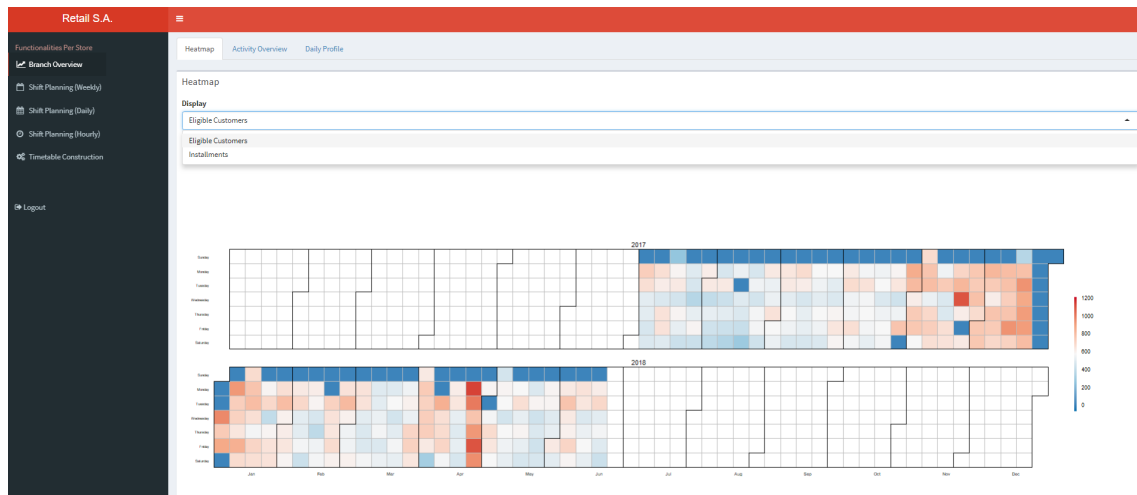 Retail S.A.
Functionalities Per Store
Branch Overview
Shift Planning (Weekly)
Shift Planning (Daily)
Shift Planning (Hourly)
Timetable Construction
Logout
Heatmap
Activity Overview
Daily Profile
Heatmap
Display
Eligible Customers
Eligible Customers
Installments
2017
Sunday
Monday
Tuesday
Wednesday
Thursday
Friday
Saturday
1200
1000
800
600
400
200
0
2018
Sunday
Monday
Tuesday
Wednesday
Thursday
Friday
Saturday
Jan
Feb
Mar
Apr
May
Jun
Jul
Aug
Sep
Oct
Nov
Dec